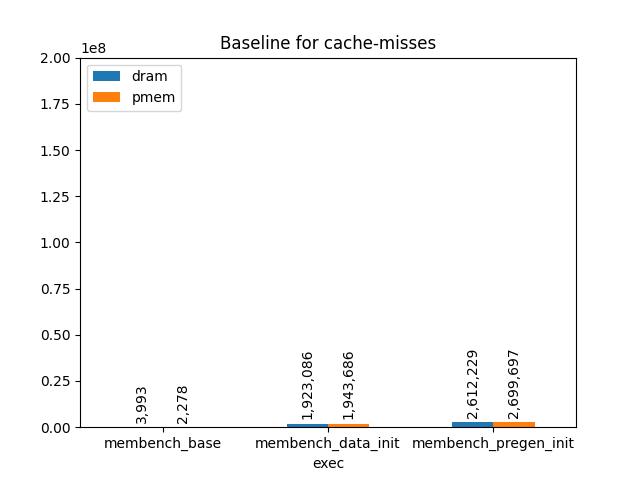 Baseline for cache-misses
1e8
2.00
1.75
1.50
1.25
1.00
0.75
0.50
0.25
0.00
dram
pmem
3,993
2,278
1,923,086
1,943,686
2,612,229
2,699,697
membench_base
membench_data_init
membench_pregen_init
exec